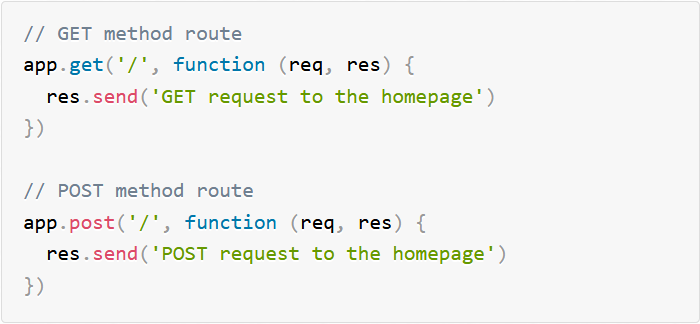 // GET method route
app.get('/', function (req, res) {
  res.send('GET request to the homepage')
})

// POST method route
app.post('/', function (req, res) {
  res.send('POST request to the homepage')
})